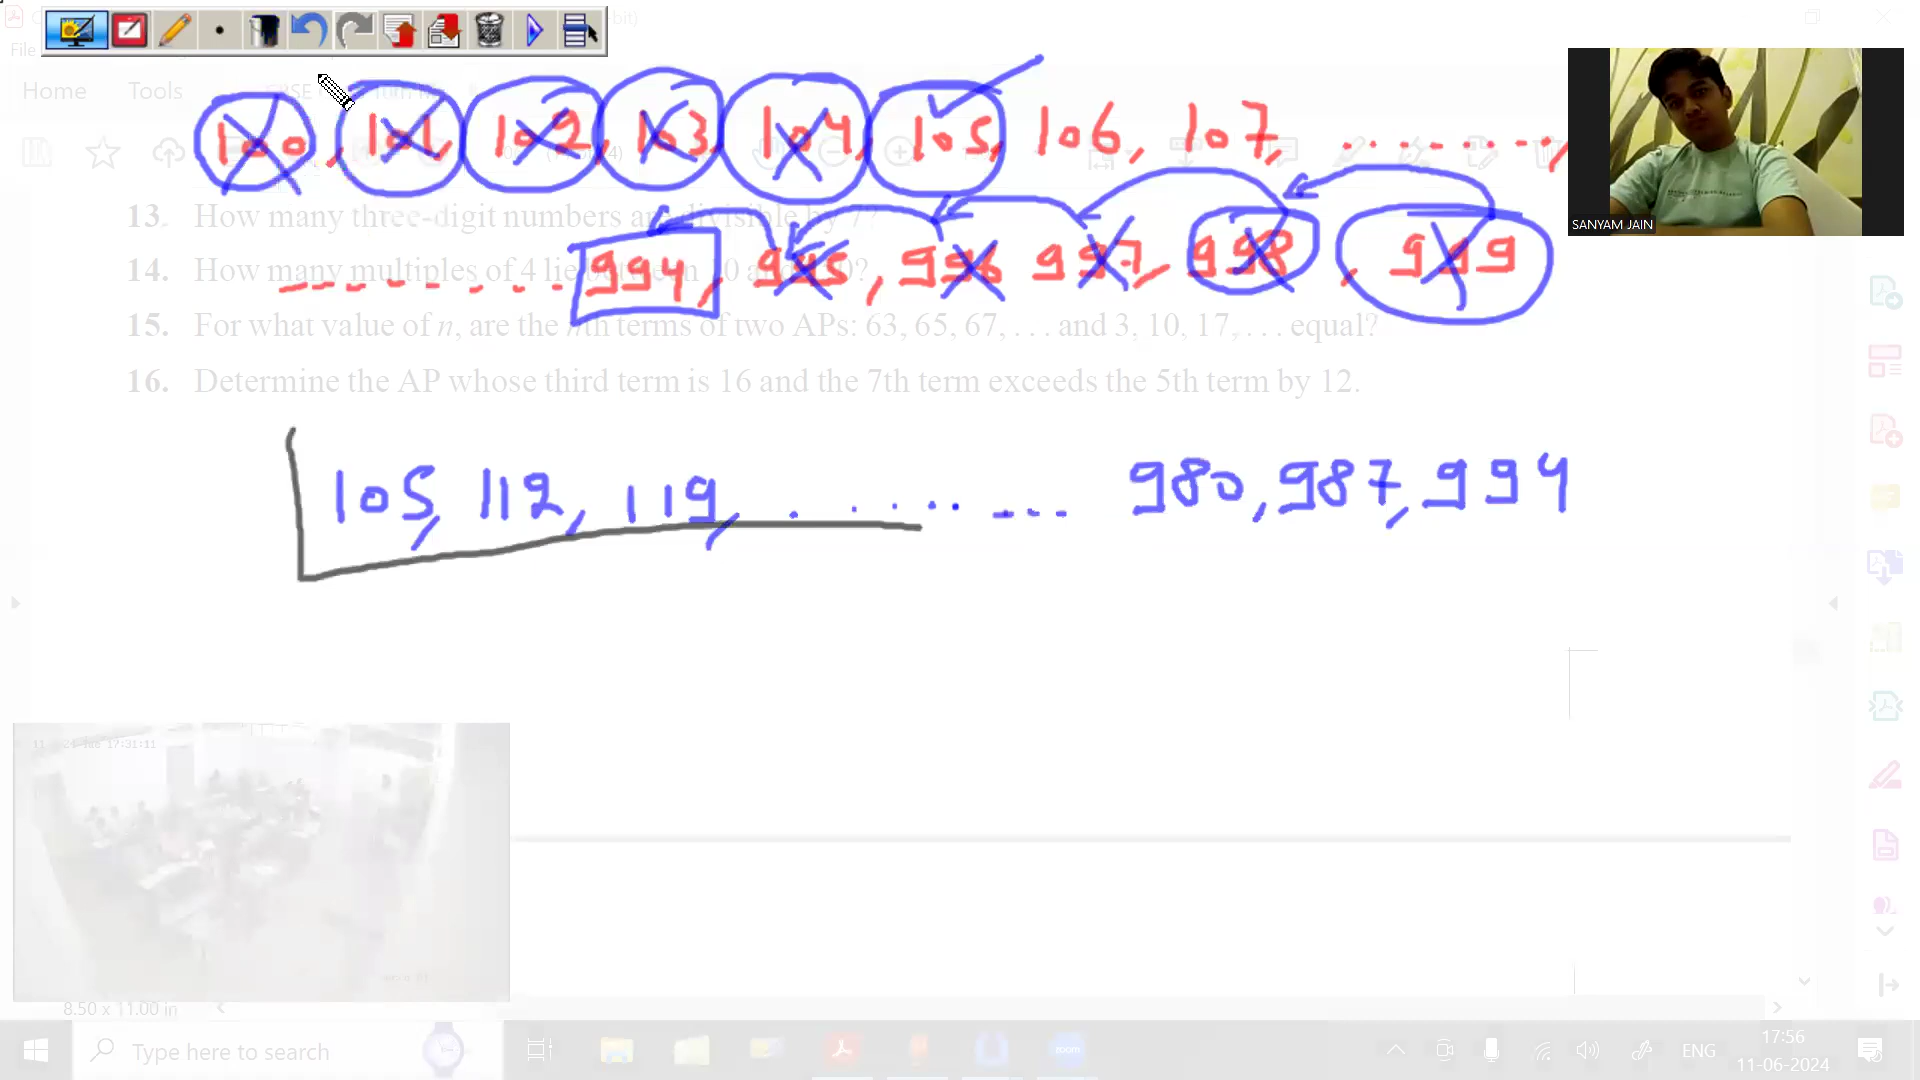 Home Tools
100, 101, 102, 103, 104, 105, 106, 107, ........,
SANYAM JAIN
13. How many three-digit numbers are divisible by 7?
--------- 994, 995, 996 997, 998, 999
14. How many multiples of 4 lie between 10 and
15. For what value of n, are the nth terms of two APs: 63, 65, 67, . . . and 3, 10, 17, . . . equal?
16. Determine the AP whose third term is 16 and the 7th term exceeds the 5th term by 12.
105, 112, 119, . . . . . --- 980, 987, 994
8.50 x 11.00 in
Type here to search
zoom
ENG
17:56
11-06-2024